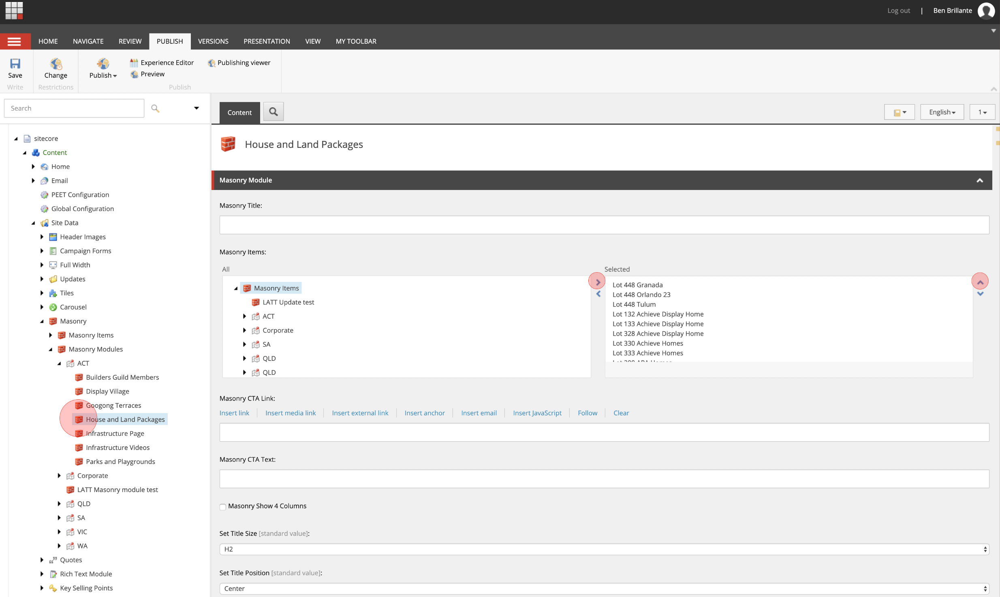 Log out | Ben Brillante
HOME NAVIGATE REVIEW PUBLISH VERSIONS PRESENTATION VIEW MY TOOLBAR
Save
Write
Change
Restrictions
Publish
Experience Editor
Preview
Publishing viewer
Publish
Search
sitecore
Content
Home
Email
PEET Configuration
Global Configuration
Site Data
Header Images
Campaign Forms
Full Width
Updates
Tiles
Carousel
Masonry
Masonry Items
Masonry Modules
ACT
Builders Guild Members
Display Village
Googong Terraces
House and Land Packages
Infrastructure Page
Infrastructure Videos
Parks and Playgrounds
Corporate
LATT Masonry module test
QLD
SA
VIC
WA
Quotes
Rich Text Module
Key Selling Points
Content
English
1
House and Land Packages
Masonry Module
Masonry Title:
Masonry Items:
All
Masonry Items
LATT Update test
ACT
Corporate
SA
QLD
QLD
Selected
Lot 448 Granada
Lot 448 Orlando 23
Lot 448 Tulum
Lot 132 Achieve Display Home
Lot 133 Achieve Display Home
Lot 328 Achieve Display Home
Lot 330 Achieve Homes
Lot 333 Achieve Homes
Masonry CTA Link:
Insert link Insert media link Insert external link Insert anchor Insert email Insert JavaScript Follow Clear
Masonry CTA Text:
Masonry Show 4 Columns
Set Title Size [standard value]:
H2
Set Title Position [standard value]:
Center